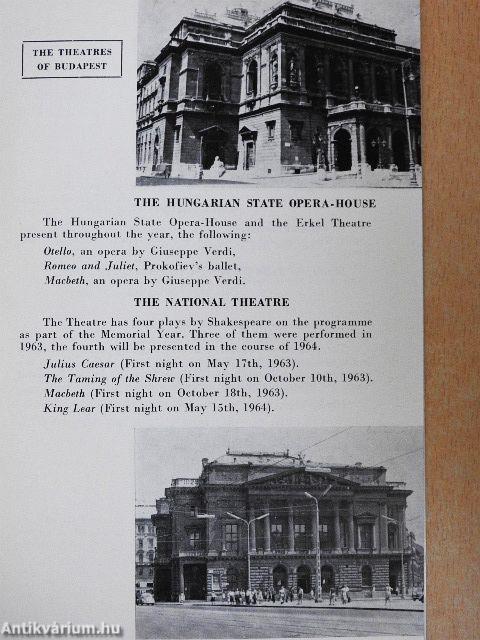 THE THEATRES
OF BUDAPEST
THE HUNGARIAN STATE OPERA-HOUSE
The Hungarian State Opera-House and the Erkel Theatre
present throughout the year, the following:
Otello, an opera by Giuseppe Verdi,
Romeo and Juliet, Prokofiev's ballet,
Macbeth, an opera by Giuseppe Verdi.
THE NATIONAL THEATRE
The Theatre has four plays by Shakespeare on the programme
as part of the Memorial Year. Three of them were performed in
1963, the fourth will be presented in the course of 1964.
Julius Caesar (First night on May 17th, 1963).
The Taming of the Shrew (First night on October 10th, 1963).
Macbeth (First night on October 18th, 1963).
King Lear (First night on May 15th, 1964).
Antikvárium.hu